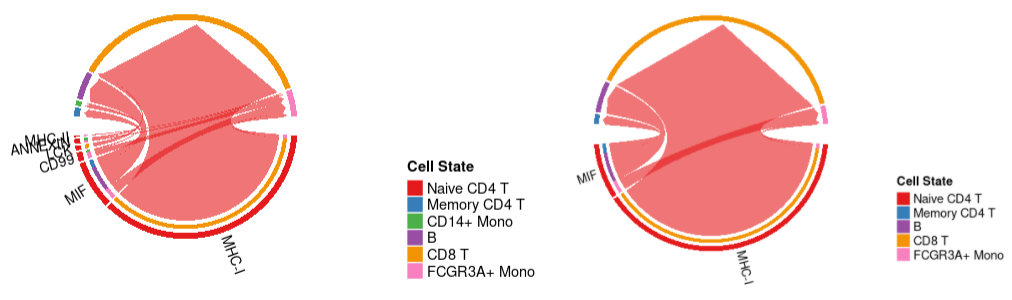 MHC-II
ANNEXIN
LCK
CD99
MIF
MHC-I
Cell State
Naive CD4 T
Memory CD4 T
CD14+ Mono
B
CD8 T
FCGR3A+ Mono
MIF
MHC-I
Cell State
Naive CD4 T
Memory CD4 T
B
CD8 T
FCGR3A+ Mono